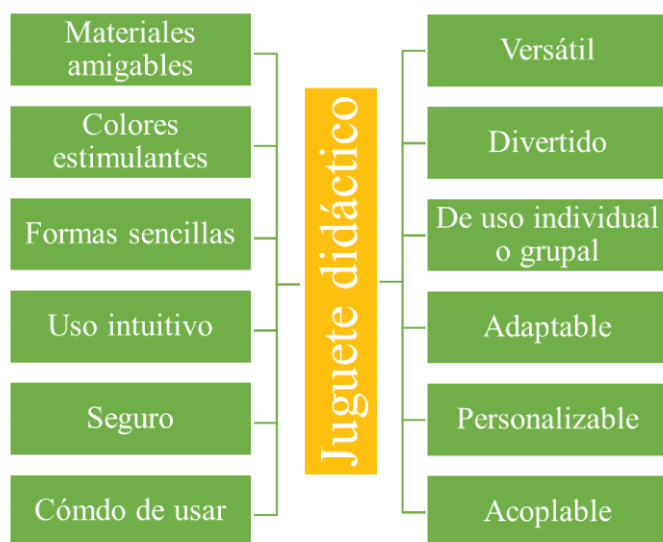 Materiales
amigables
Colores
estimulantes
Formas sencillas
Uso intuitivo
Seguro
Cómdo de usar
Juguete didáctico
Versátil
Divertido
De uso individual
o grupal
Adaptable
Personalizable
Acoplable